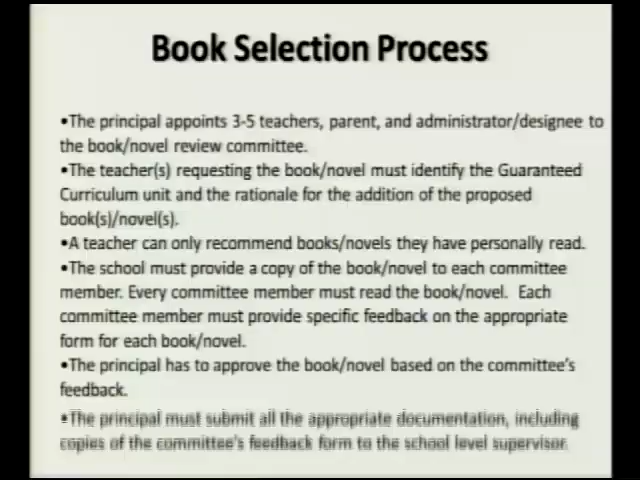 Book Selection Process
•The principal appoints 3-5 teachers, parent, and administrator/designee to
the book/novel review committee.
•The teacher(s) requesting the book/novel must identify the Guaranteed
Curriculum unit and the rationale for the addition of the proposed
book(s)/novel(s).
•A teacher can only recommend books/novels they have personally read.
•The school must provide a copy of the book/novel to each committee
member. Every committee member must read the book/novel.  Each
committee member must provide specific feedback on the appropriate
form for each book/novel.
•The principal has to approve the book/novel based on the committee's
feedback.
•The principal must submit all the appropriate documentation, including
copies of the committee's feedback form to the school level supervisor.